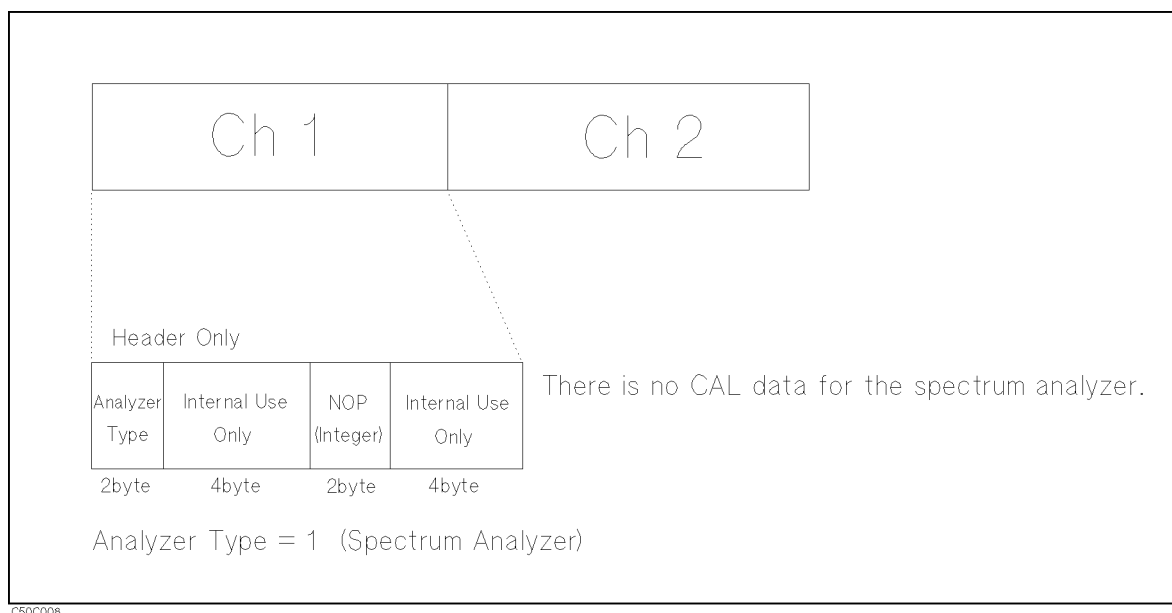 Ch 1
Ch 2
Header Only
Analyzer Type
Internal Use Only
NOP (Integer)
Internal Use Only
There is no CAL data for the spectrum analyzer.
2byte
4byte
2byte
4byte
Analyzer Type = 1 (Spectrum Analyzer)
C50C008